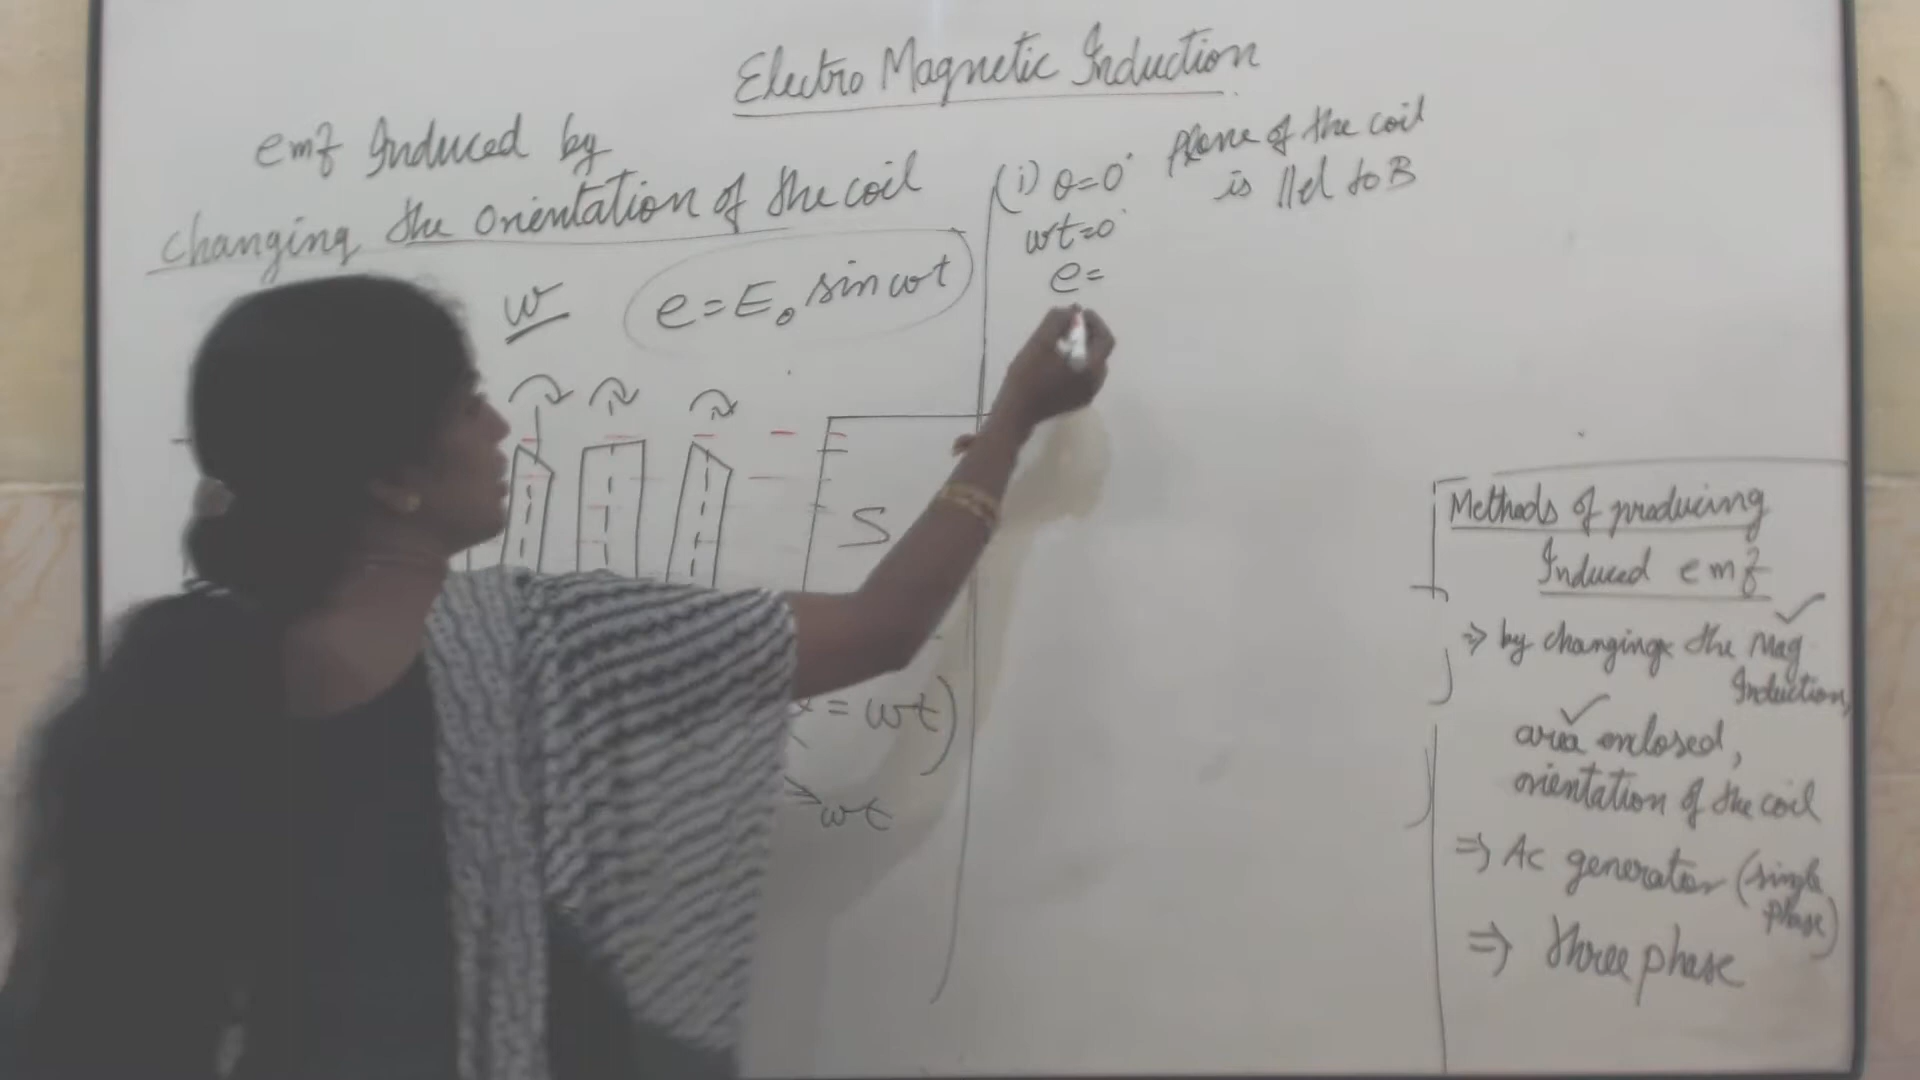 Electro Magnetic Induction
emf Induced by
changing the orientation of the coil
w
e = E₀ sin wt
S
= wt)
wt
(i) θ=0° Plane of the coil
is ||el to B
wt=0°
e=
Methods of producing
Induced emf
⇒ by changing the Mag
Induction,
area enlosed,
orientation of the coil
⇒ Ac generator (single
phase)
⇒ three phase